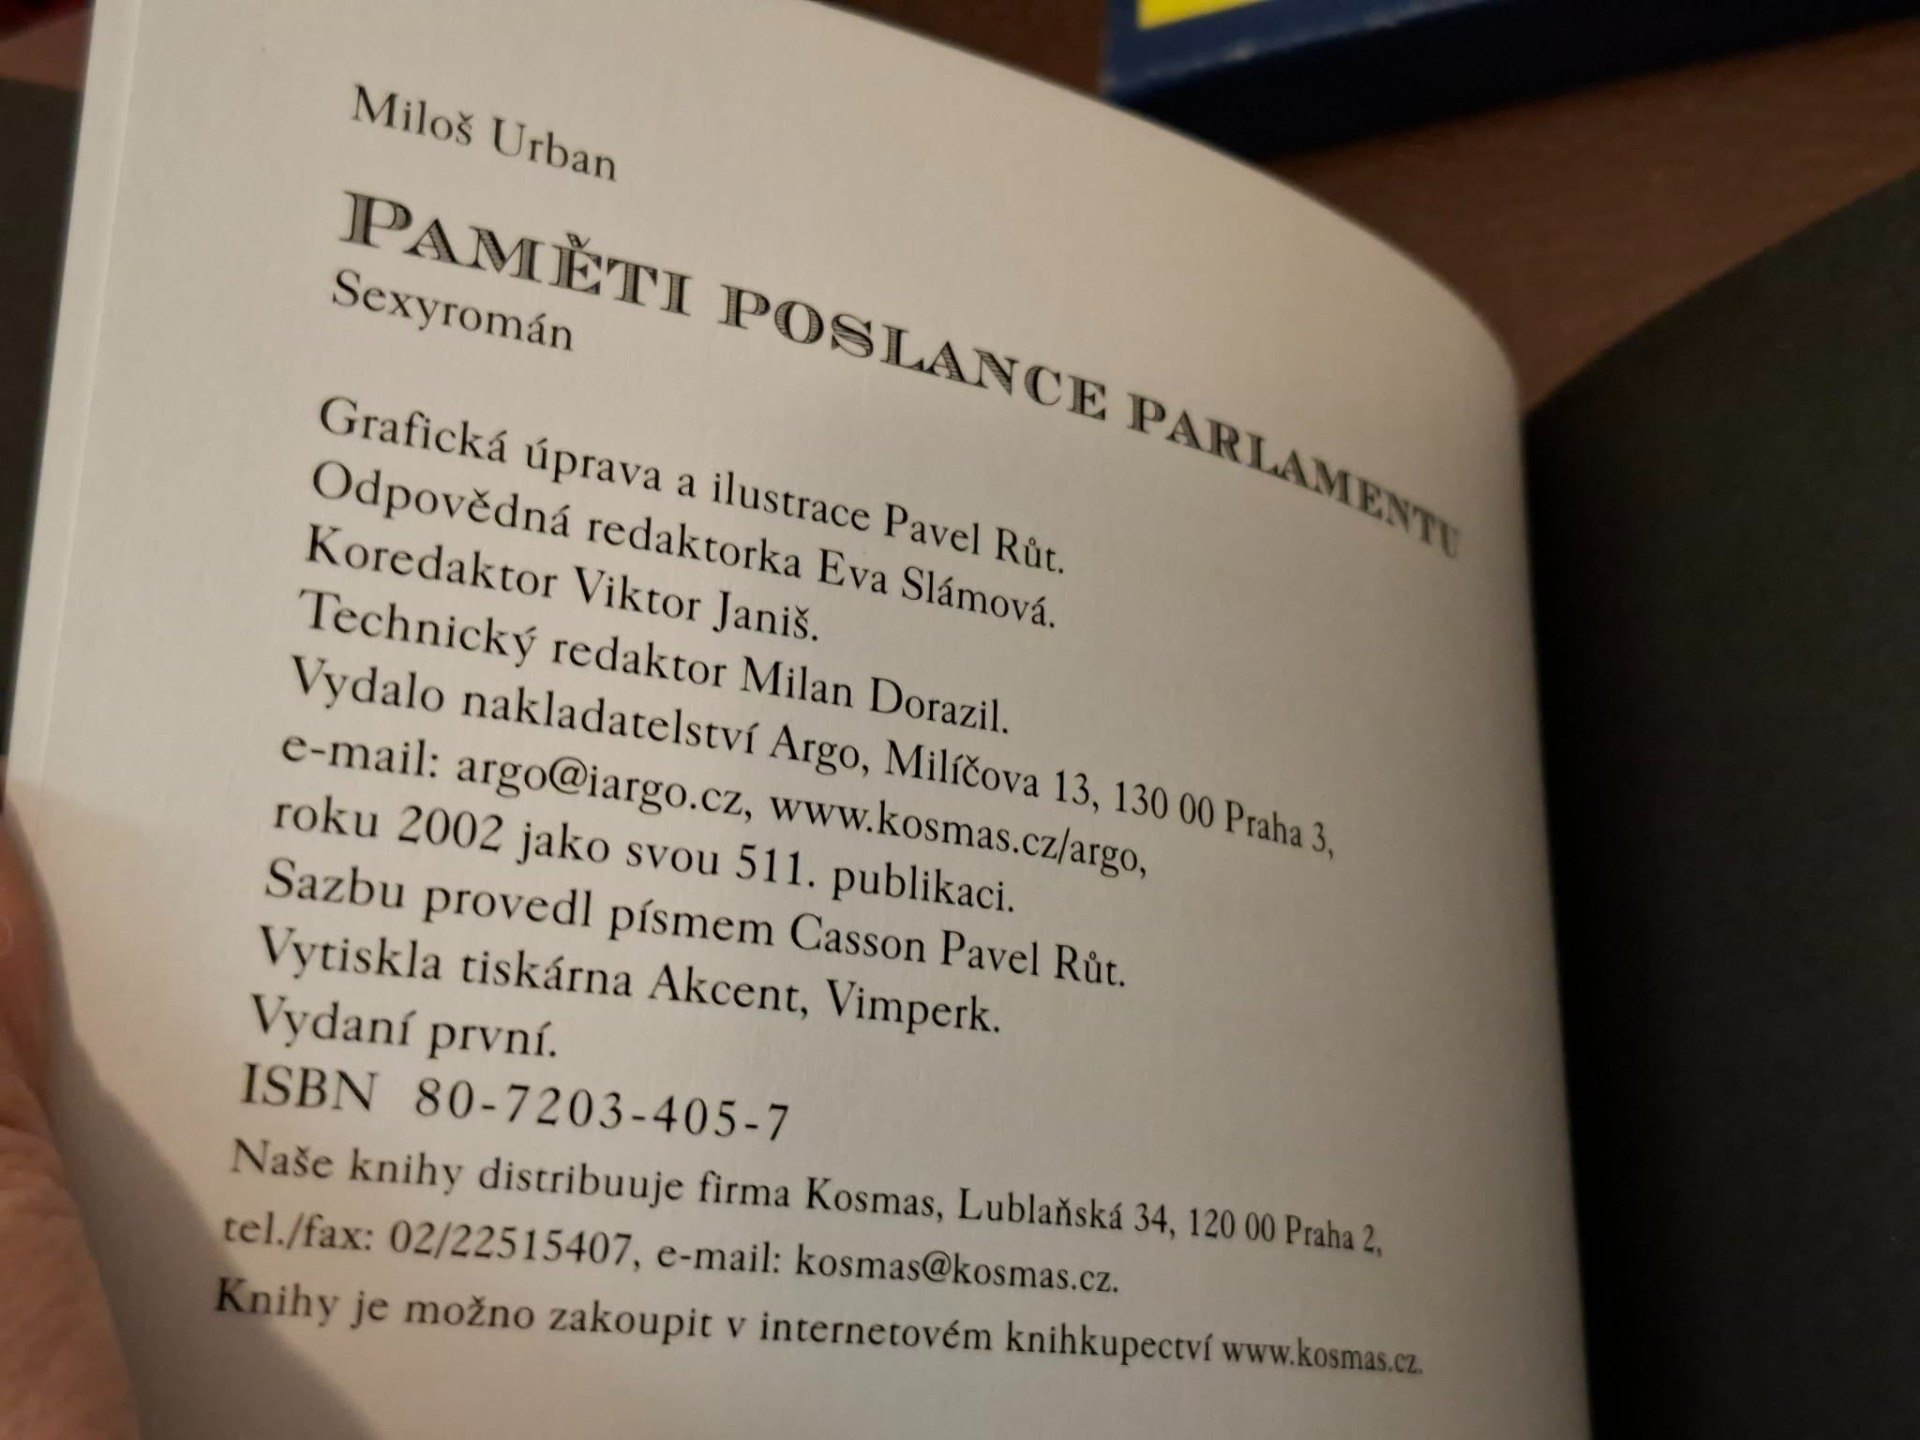 Miloš Urban
PAMĚTI POSLANCE PARLAMENTU
Sexyromán
Grafická úprava a ilustrace Pavel Růt.
Odpovědná redaktorka Eva Slámová.
Koredaktor Viktor Janiš.
Technický redaktor Milan Dorazil.
Vydalo nakladatelství Argo, Milíčova 13, 130 00 Praha 3,
e-mail: argo@iargo.cz, www.kosmas.cz/argo,
roku 2002 jako svou 511. publikaci.
Sazbu provedl písmem Casson Pavel Růt.
Vytiskla tiskárna Akcent, Vimperk.
Vydaní první.
ISBN 80-7203-405-7
Naše knihy distribuuje firma Kosmas, Lublaňská 34, 120 00 Praha 2,
tel./fax: 02/22515407, e-mail: kosmas@kosmas.cz.
Knihy je možno zakoupit v internetovém knihkupectví www.kosmas.cz.